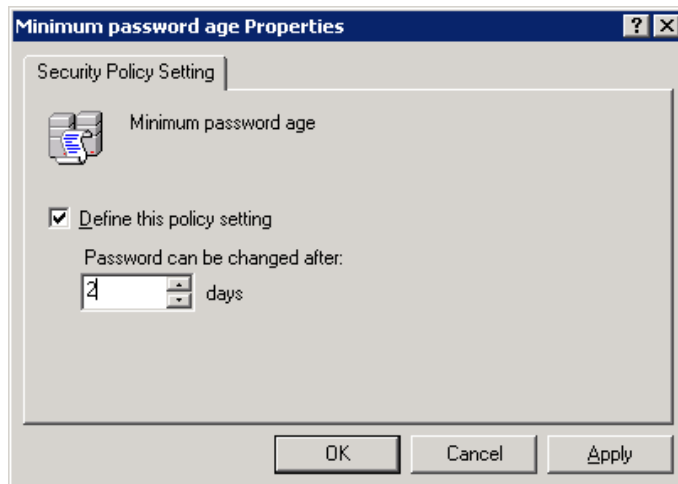 Minimum password age Properties
Security Policy Setting
Minimum password age
Define this policy setting
Password can be changed after:
2 days
OK Cancel Apply